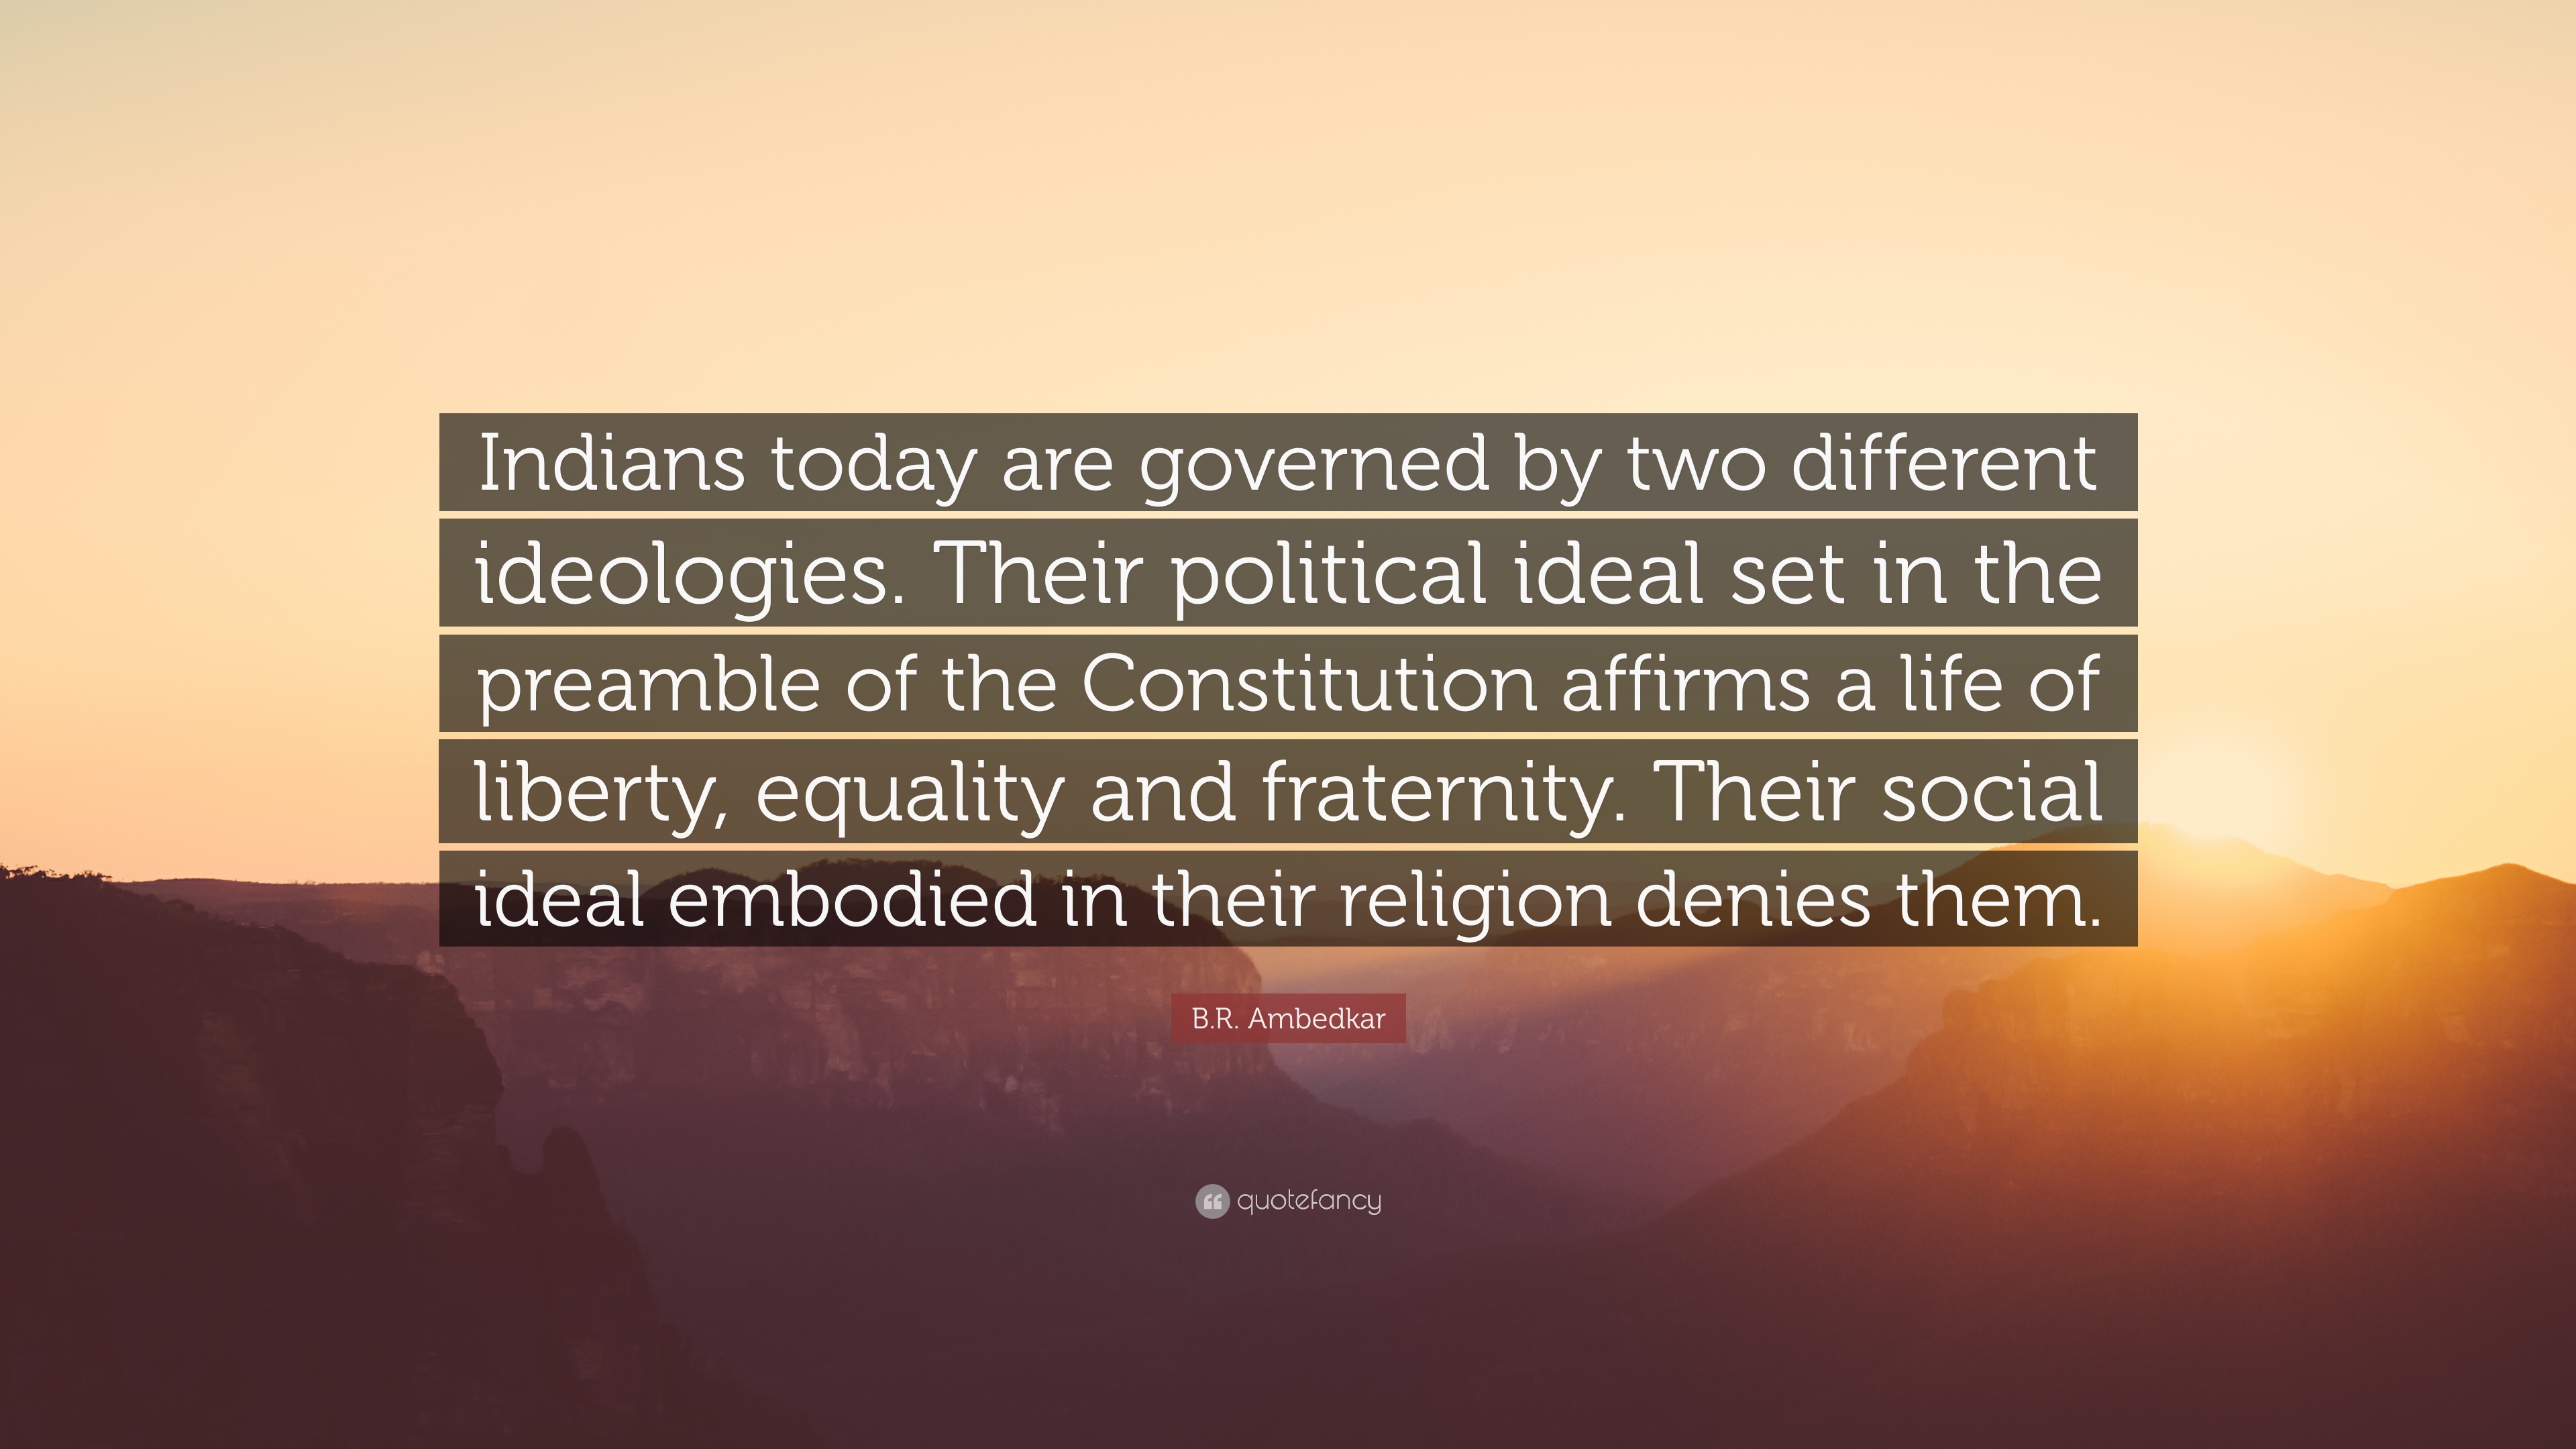 Indians today are governed by two different
ideologies. Their political ideal set in the
preamble of the Constitution affirms a life of
liberty, equality and fraternity. Their social
ideal embodied in their religion denies them.
B.R. Ambedkar
quotefancy